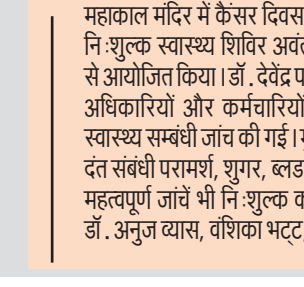 महाकाल मंदिर में कैंसर दिवस
निःशुल्क स्वास्थ्य शिविर अवं
से आयोजित किया। डॉ. देवेंद्र प
अधिकारियों और कर्मचारियों
स्वास्थ्य सम्बंधी जांच की गई।
दंत संबंधी परामर्श, शुगर, ब्लड
महत्वपूर्ण जांचें भी निःशुल्क क
डॉ. अनुज व्यास, वंशिका भट्ट